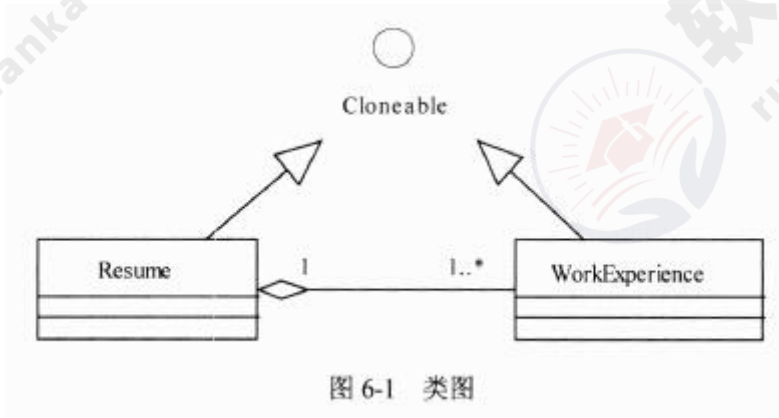 Cloneable
Resume
1
1..*
WorkExperience
图 6-1 类图